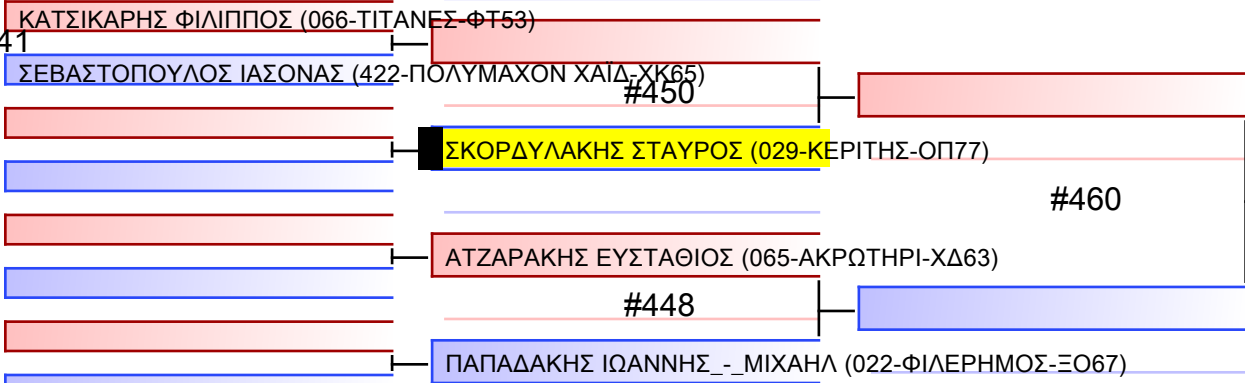 ΚΑΤΣΙΚΑΡΗΣ ΦΙΛΙΠΠΟΣ (066-ΤΙΤΑΝΕΣ-ΦΤ53)
41
ΣΕΒΑΣΤΟΠΟΥΛΟΣ ΙΑΣΟΝΑΣ (422-ΠΟΛΥΜΑΧΟΝ ΧΑΪΔ-ΧΚ65)
#450
ΣΚΟΡΔΥΛΑΚΗΣ ΣΤΑΥΡΟΣ (029-ΚΕΡΙΤΗΣ-ΟΠ77)
#460
ΑΤΖΑΡΑΚΗΣ ΕΥΣΤΑΘΙΟΣ (065-ΑΚΡΩΤΗΡΙ-ΧΔ63)
#448
ΠΑΠΑΔΑΚΗΣ ΙΩΑΝΝΗΣ_-_ΜΙΧΑΗΛ (022-ΦΙΛΕΡΗΜΟΣ-ΞΟ67)